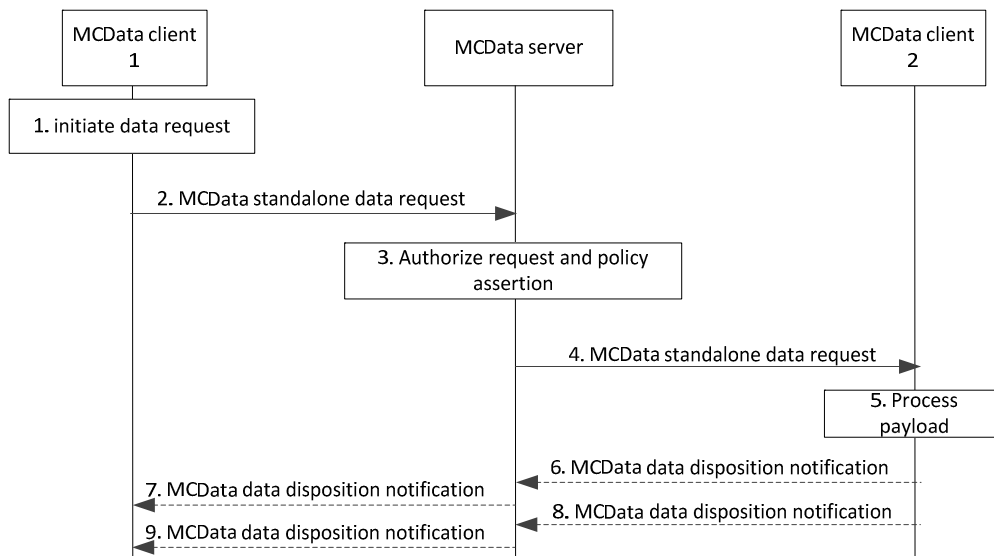 MCData client
1
MCData server
MCData client
2
1. initiate data request
2. MCData standalone data request
3. Authorize request and policy
assertion
4. MCData standalone data request
5. Process
payload
6. MCData data disposition notification
7. MCData data disposition notification
8. MCData data disposition notification
9. MCData data disposition notification